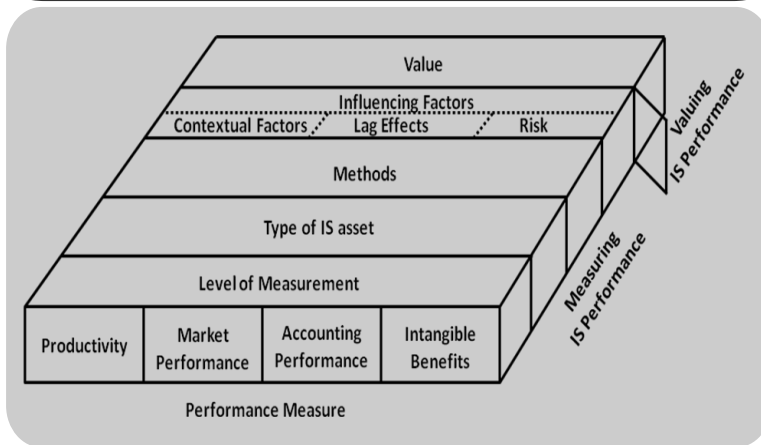 Value
Influencing Factors
Contextual Factors Lag Effects Risk
Methods
Type of IS asset
Level of Measurement
Productivity
Market
Performance
Accounting
Performance
Intangible
Benefits
Performance Measure
Valuing
IS Performance
Measuring
IS Performance